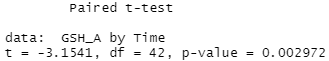 Paired t-test
data:  GSH_A by Time
t = -3.1541, df = 42, p-value = 0.002972